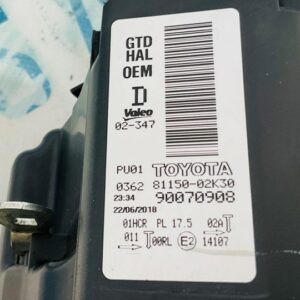 GTD
HAL
OEM
D
Valeo
02-347
PU01 TOYOTA
0362 81150-02K30
23:34 90070908
22/06/2018
01HCR PL 17.5 02A T
011 T00RL E2 14107